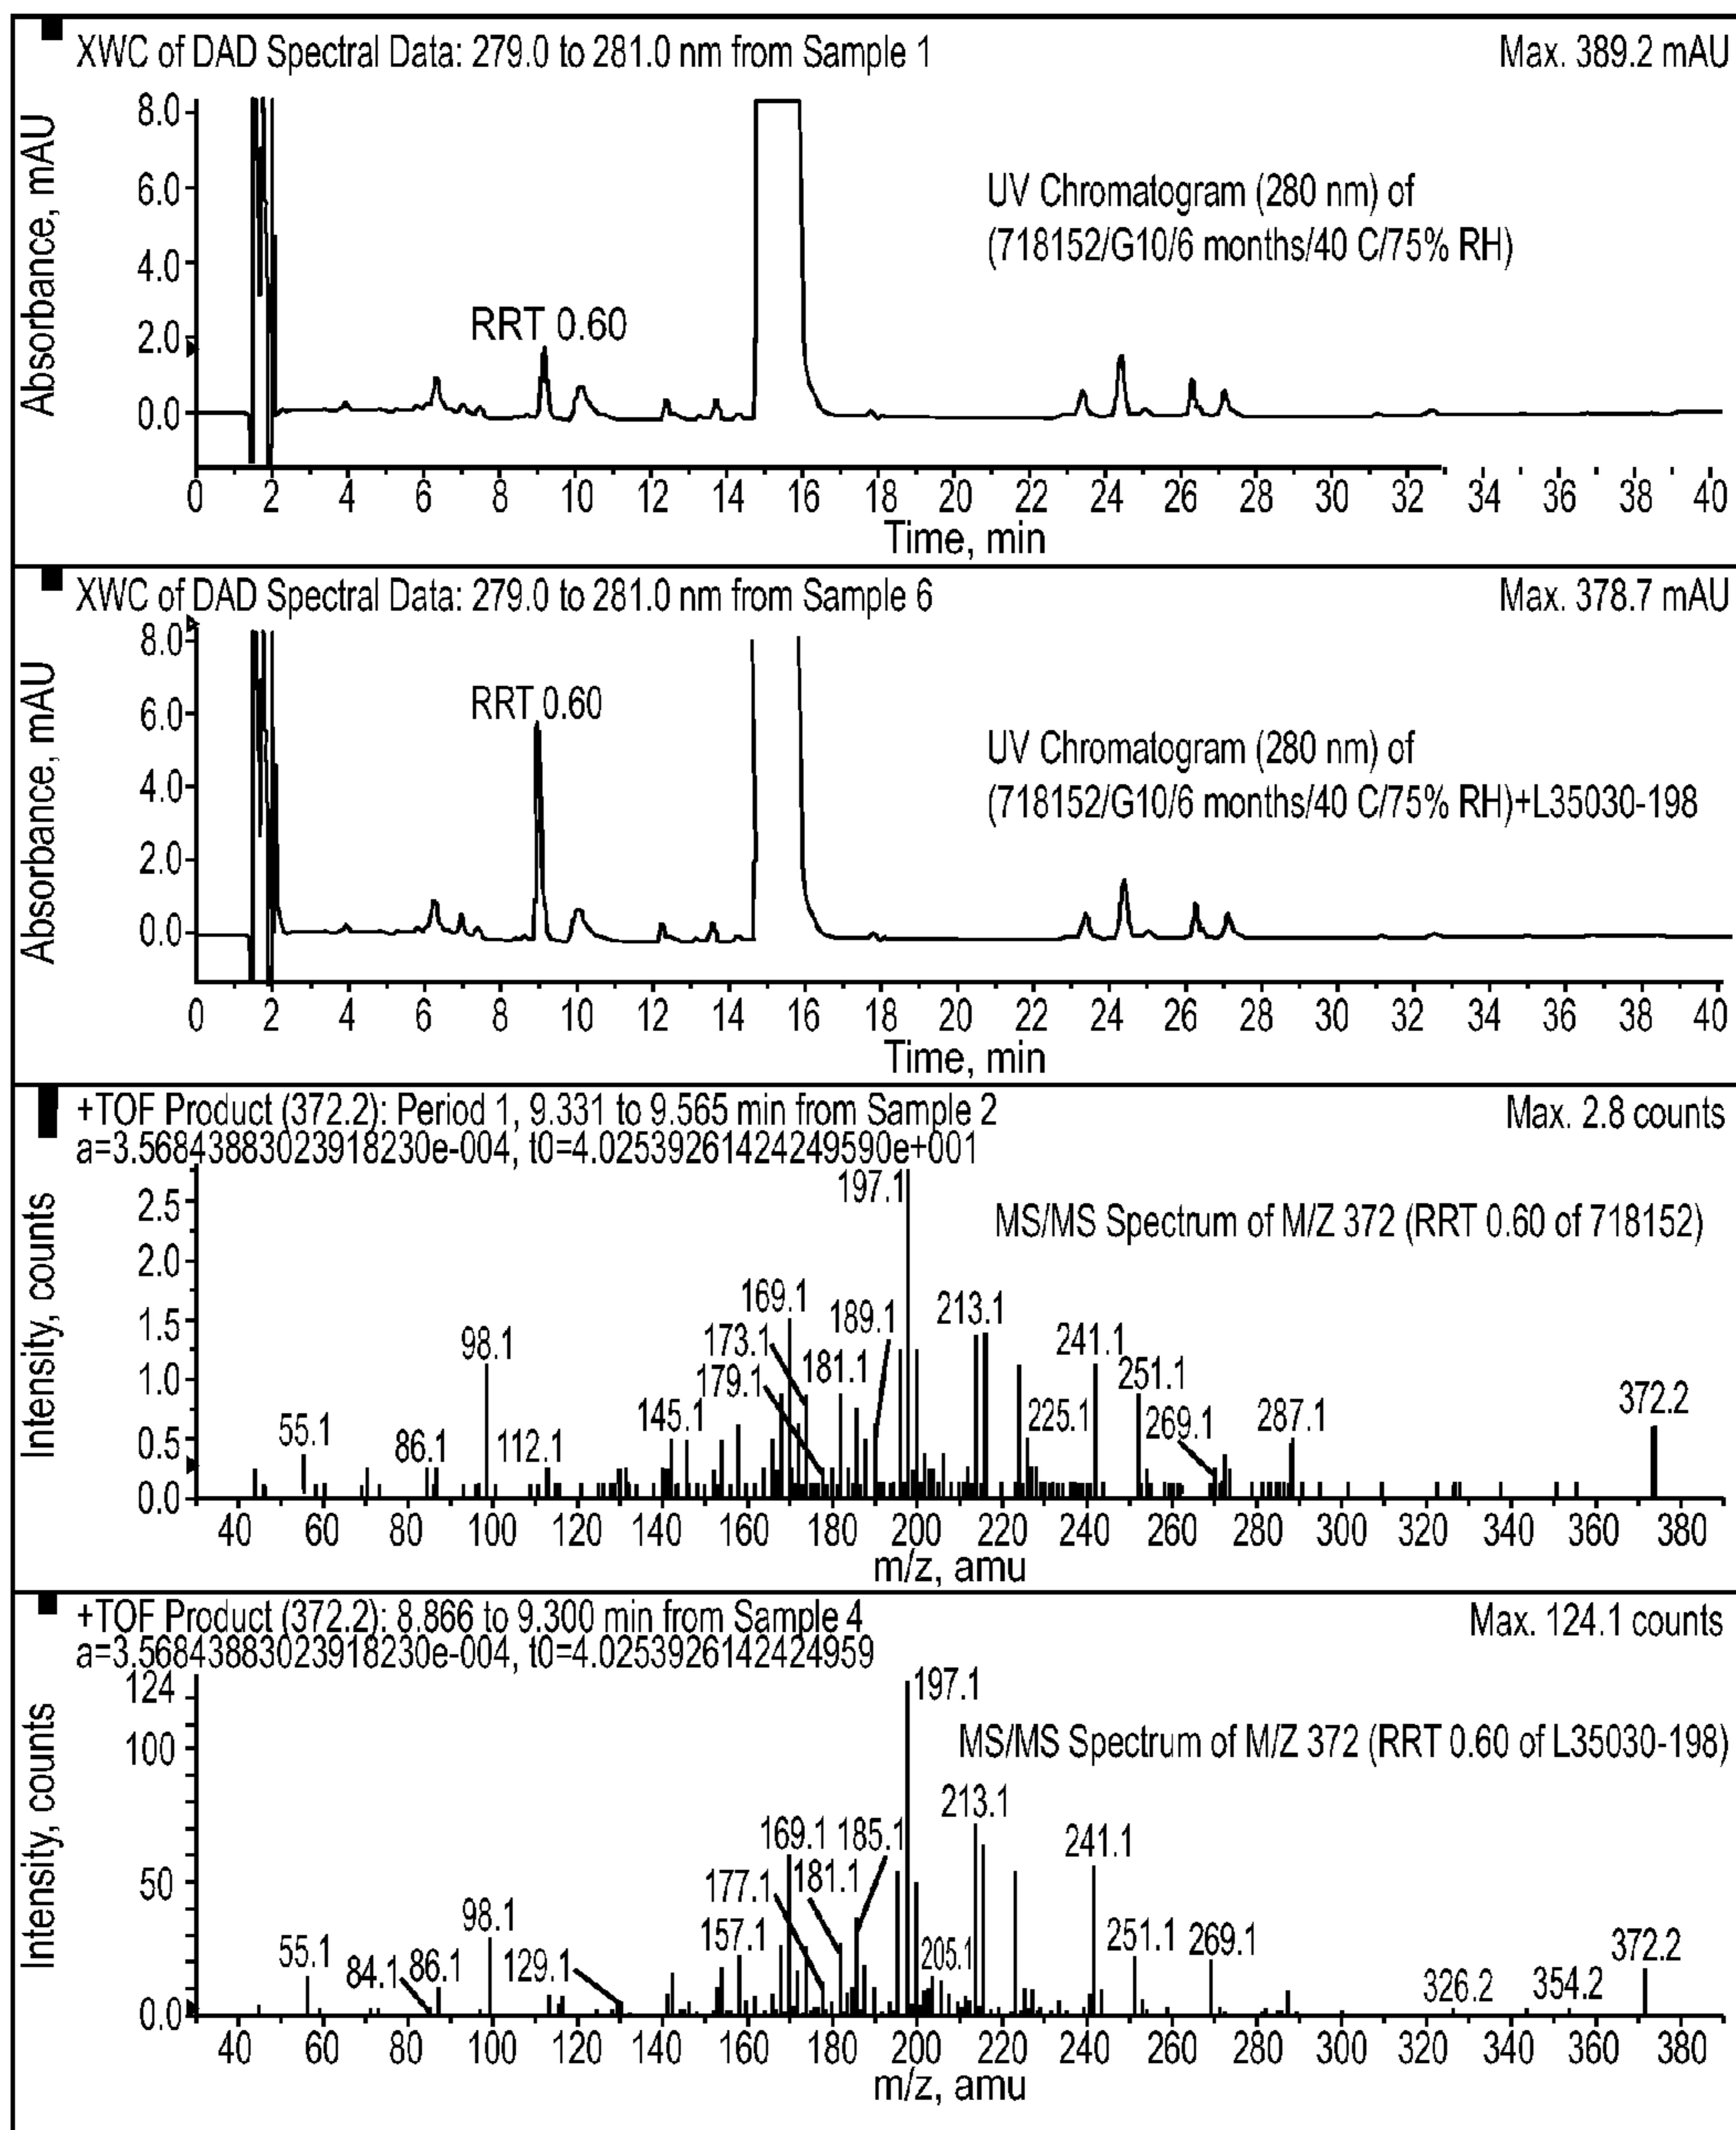 XWC of DAD Spectral Data: 279.0 to 281.0 nm from Sample 1
Max. 389.2 mAU
Absorbance, mAU
8.0
6.0
4.0
2.0
0.0
UV Chromatogram (280 nm) of
(718152/G10/6 months/40 C/75% RH)
RRT 0.60
0 2 4 6 8 10 12 14 16 18 20 22 24 26 28 30 32 34 36 38 40
Time, min
XWC of DAD Spectral Data: 279.0 to 281.0 nm from Sample 6
Max. 378.7 mAU
Absorbance, mAU
8.0
6.0
4.0
2.0
0.0
RRT 0.60
UV Chromatogram (280 nm) of
(718152/G10/6 months/40 C/75% RH)+L35030-198
0 2 4 6 8 10 12 14 16 18 20 22 24 26 28 30 32 34 36 38 40
Time, min
+TOF Product (372.2): Period 1, 9.331 to 9.565 min from Sample 2
Max. 2.8 counts
a=3.56843883023918230e-004, t0=4.02539261424249590e+001
Intensity, counts
2.5
2.0
1.5
1.0
0.5
0.0
MS/MS Spectrum of M/Z 372 (RRT 0.60 of 718152)
55.1
86.1
98.1
112.1
145.1
179.1
173.1
169.1
181.1
189.1
197.1
213.1
225.1
241.1
251.1
269.1
287.1
372.2
40 60 80 100 120 140 160 180 200 220 240 260 280 300 320 340 360 380
m/z, amu
+TOF Product (372.2): 8.866 to 9.300 min from Sample 4
Max. 124.1 counts
a=3.56843883023918230e-004, t0=4.0253926142424959
Intensity, counts
124
100
50
0.0
MS/MS Spectrum of M/Z 372 (RRT 0.60 of L35030-198)
55.1
84.1
86.1
98.1
129.1
157.1
177.1
169.1
181.1
185.1
197.1
205.1
213.1
241.1
251.1
269.1
326.2
354.2
372.2
40 60 80 100 120 140 160 180 200 220 240 260 280 300 320 340 360 380
m/z, amu